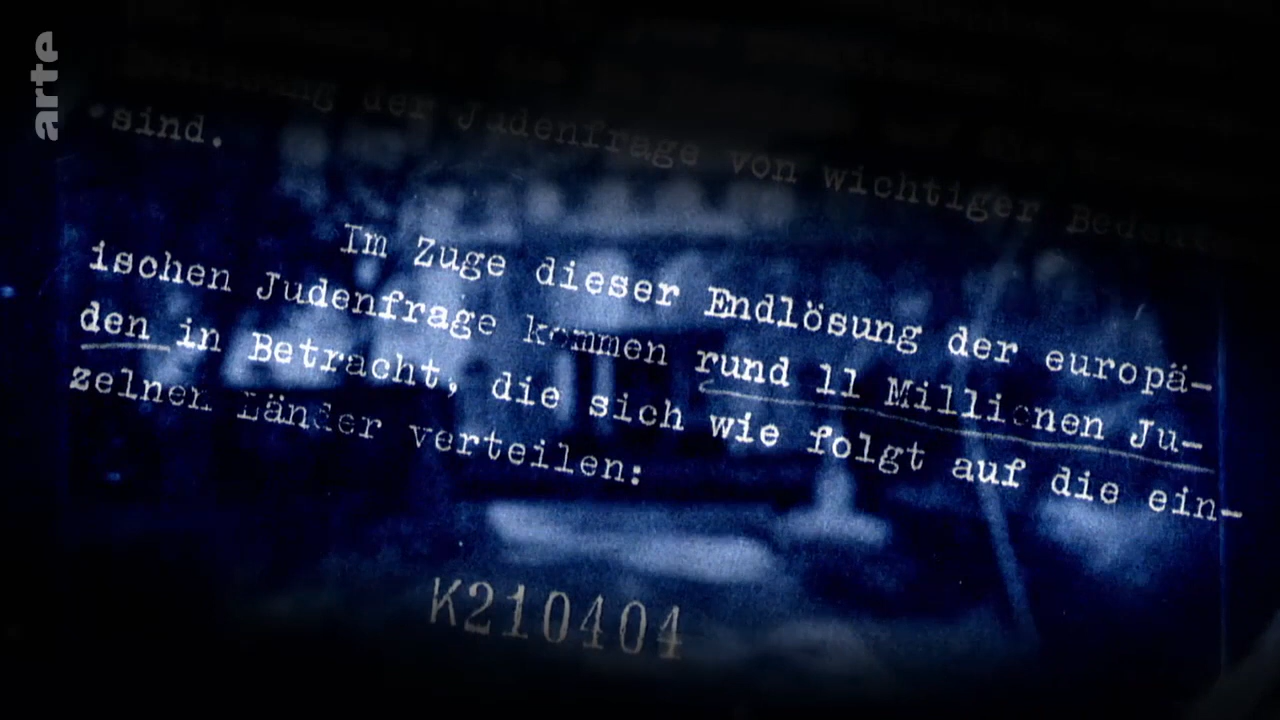 arte
der Judenfrage von wichtiger
sind.
Im Zuge dieser Endlösung der europä-
ischen Judenfrage kommen rund 11 Millionen Ju-
den in Betracht, die sich wie folgt auf die ein-
zelnen Länder verteilen:
K210404